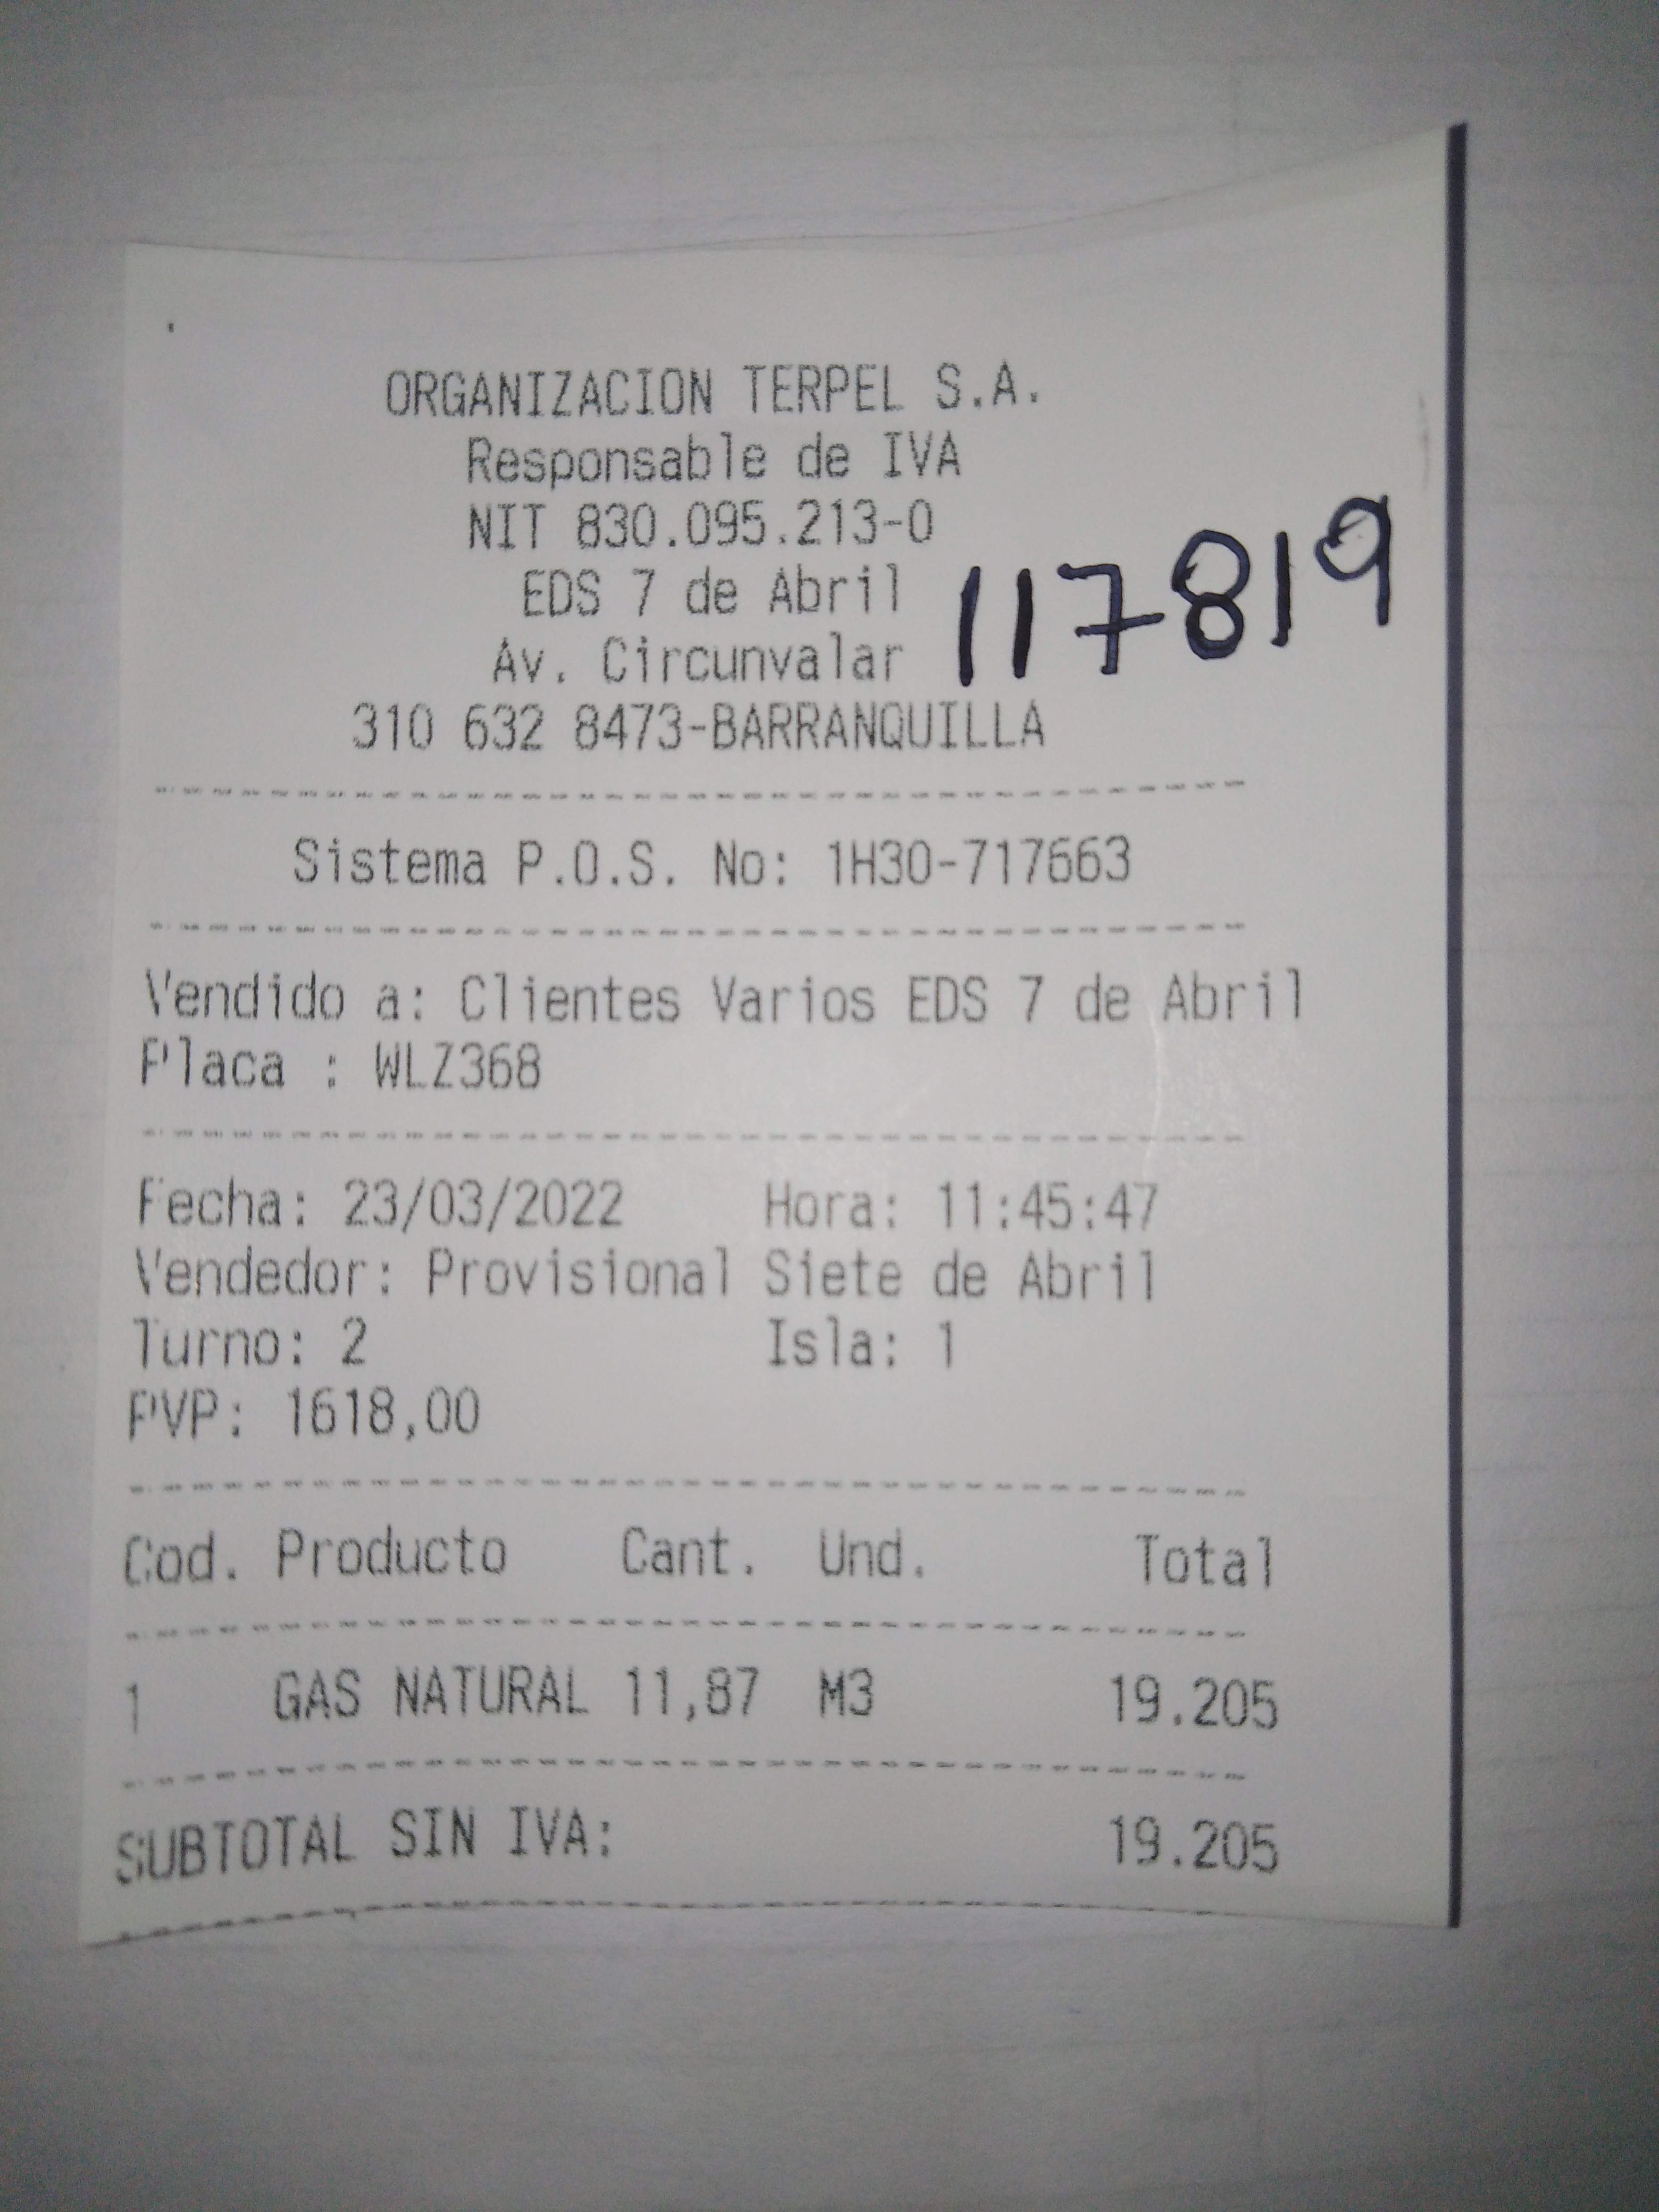 ORGANIZACION TERPEL S.A.
Responsable de IVA
NIT 830.095.213-0
EDS 7 de Abril
117819
Av. Circunvalar
310 632 8473-BARRANQUILLA
Sistema P.O.S. No: 1H30-717663
Vendido a: Clientes Varios EDS 7 de Abril
Placa : WLZ368
Fecha: 23/03/2022 Hora: 11:45:47
Vendedor: Provisional Siete de Abril
Turno: 2 Isla: 1
PVP: 1618,00
Cod. Producto Cant. Und. Total
1 GAS NATURAL 11,87 M3 19.205
SUBTOTAL SIN IVA: 19.205